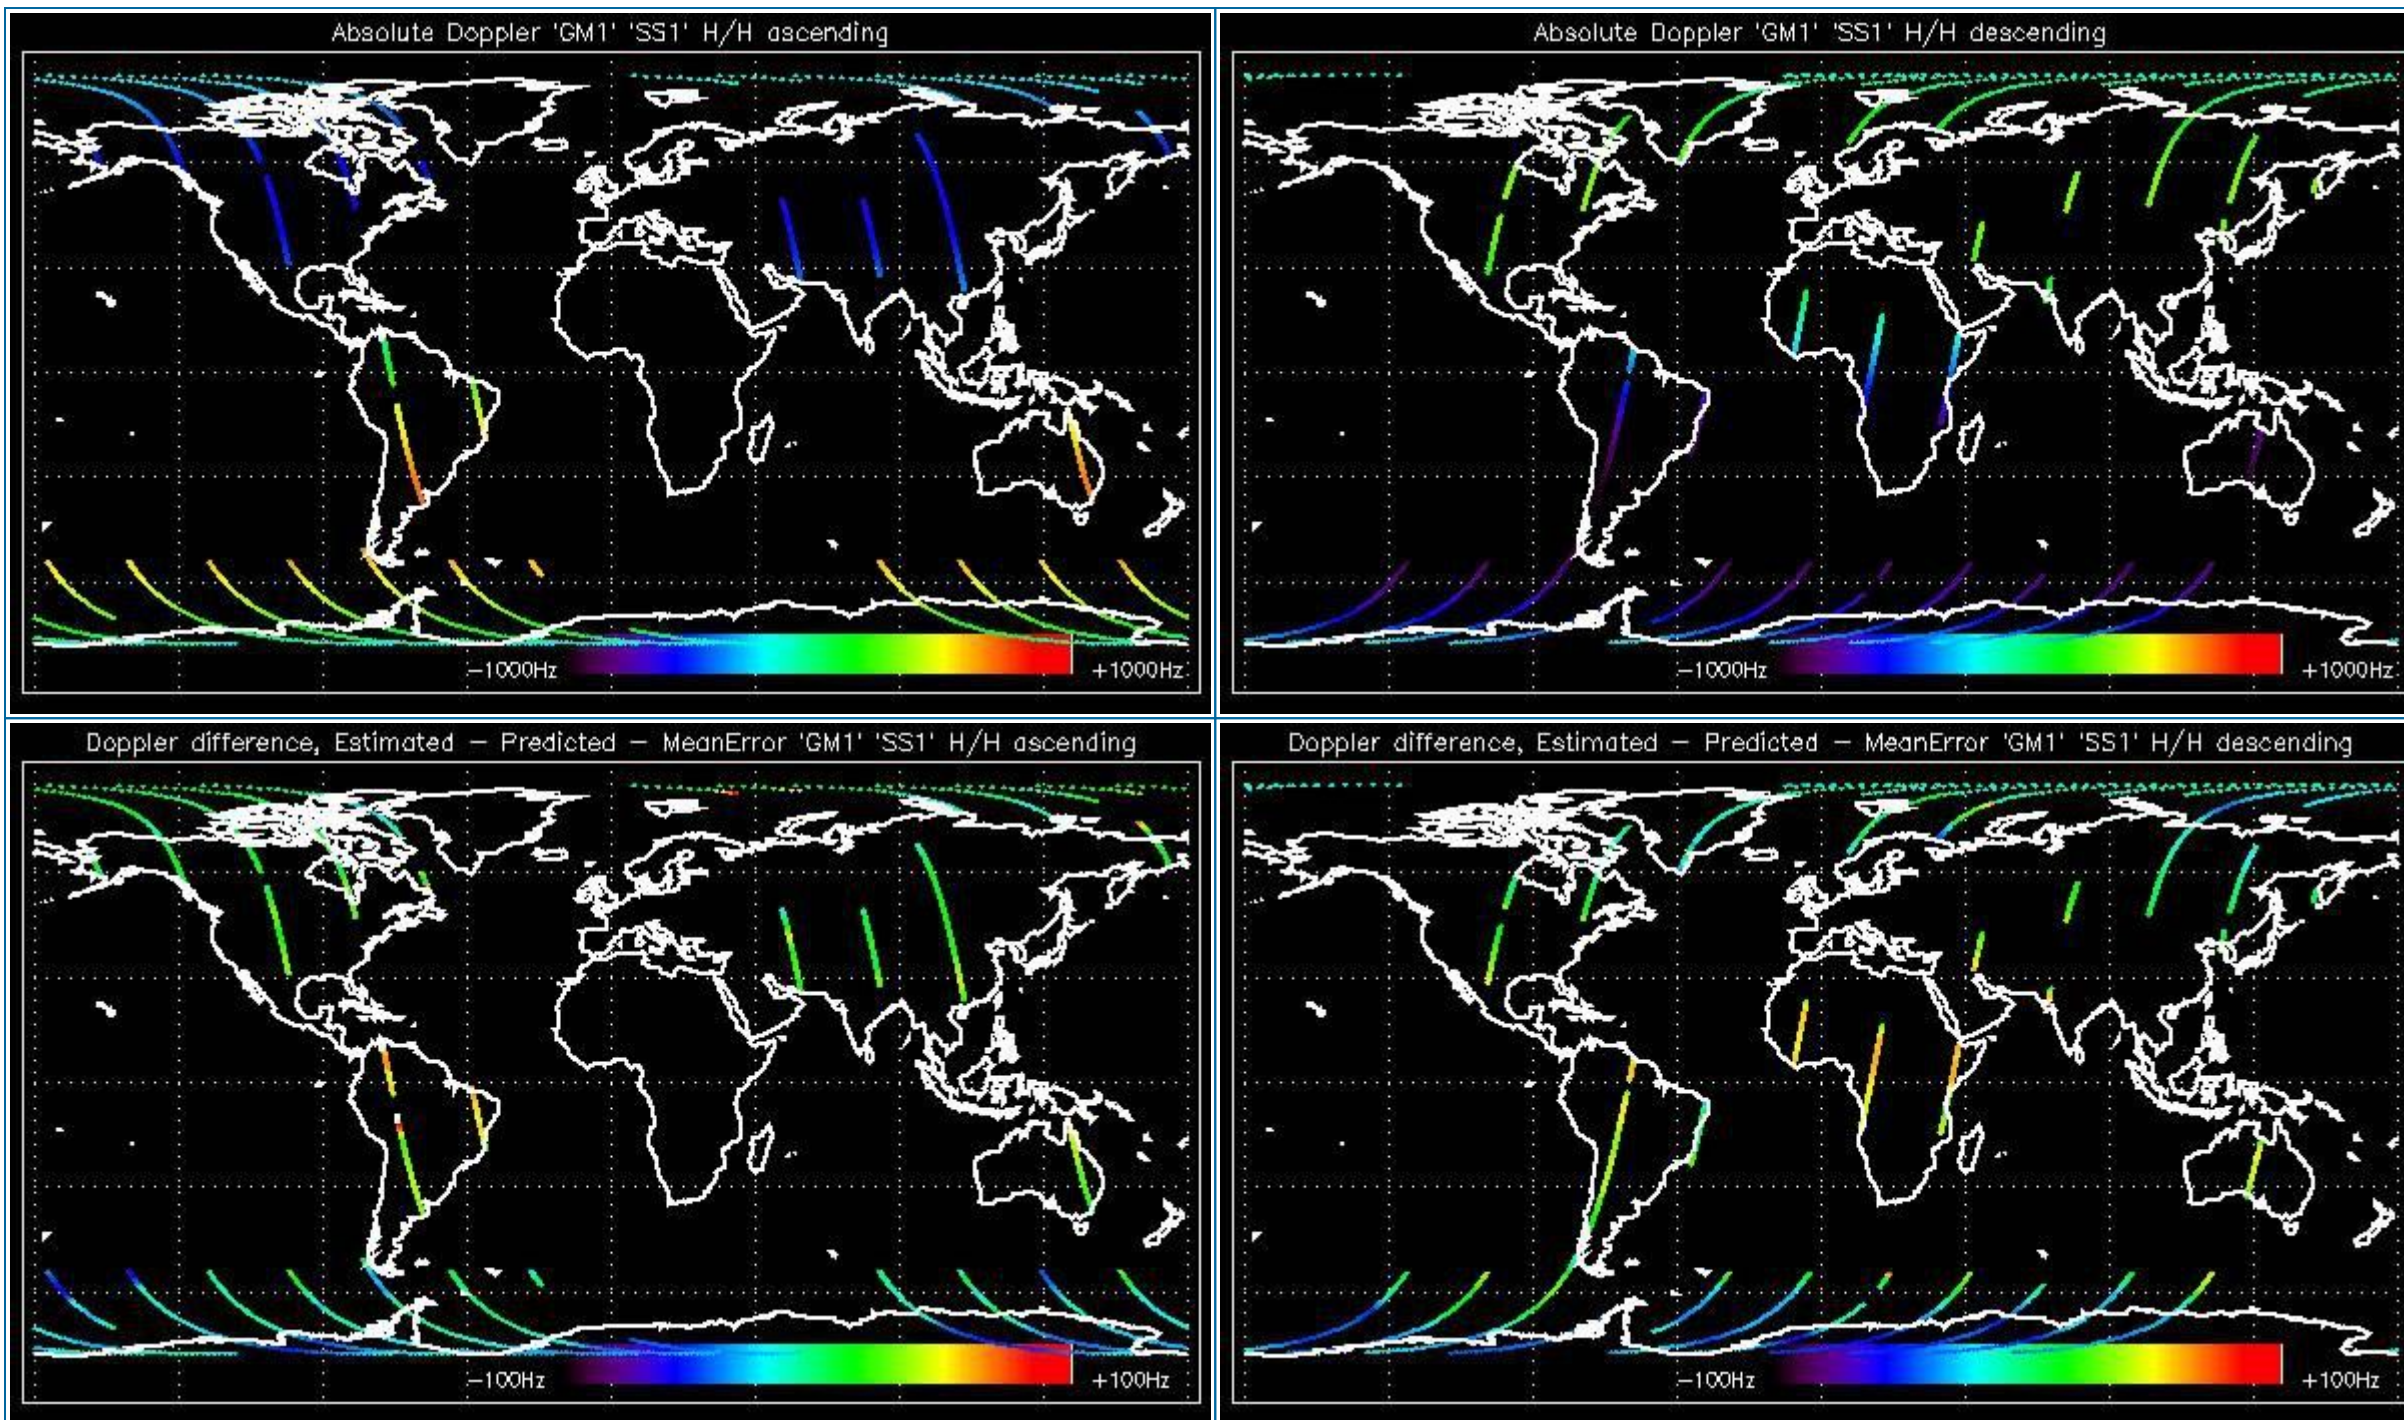 Absolute Doppler 'GM1' 'SS1' H/H ascending
−1000Hz
+1000Hz
Absolute Doppler 'GM1' 'SS1' H/H descending
−1000Hz
+1000Hz
Doppler difference, Estimated − Predicted − MeanError 'GM1' 'SS1' H/H ascending
−100Hz
+100Hz
Doppler difference, Estimated − Predicted − MeanError 'GM1' 'SS1' H/H descending
−100Hz
+100Hz